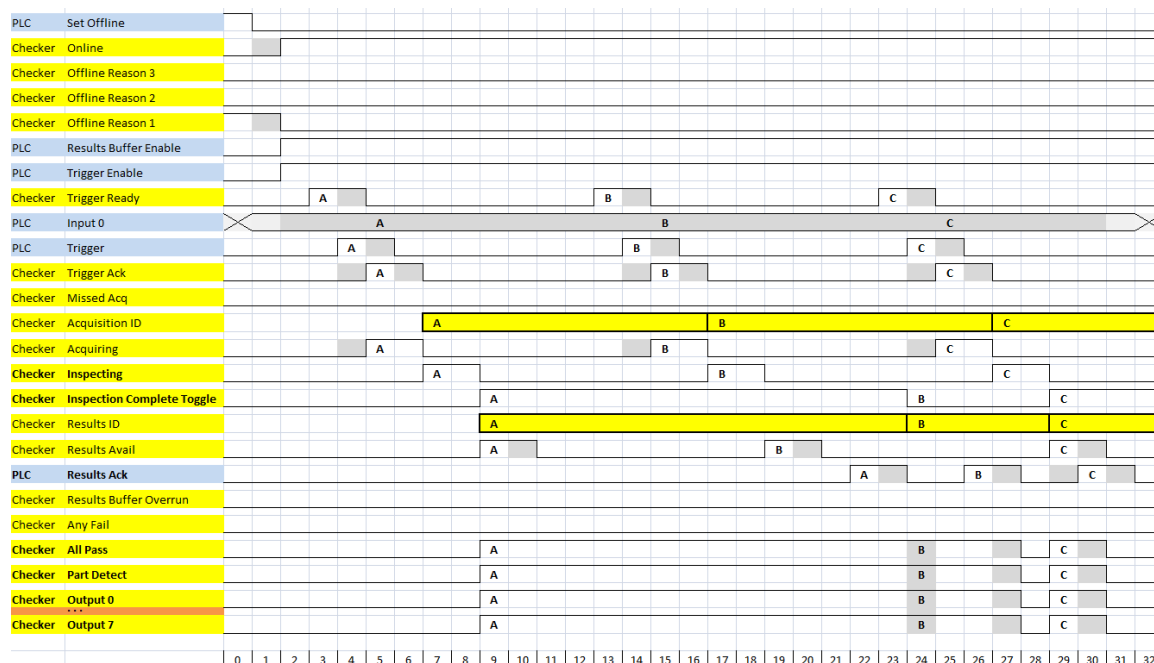 PLC Set Offline
Checker Online
Checker Offline Reason 3
Checker Offline Reason 2
Checker Offline Reason 1
PLC Results Buffer Enable
PLC Trigger Enable
Checker Trigger Ready A B C
PLC Input 0 A B C
PLC Trigger A B C
Checker Trigger Ack A B C
Checker Missed Acq
Checker Acquisition ID A B C
Checker Acquiring A B C
Checker Inspecting A B C
Checker Inspection Complete Toggle A B C
Checker Results ID A B C
Checker Results Avail A B C
PLC Results Ack A B C
Checker Results Buffer Overrun
Checker Any Fail
Checker All Pass A B C
Checker Part Detect A B C
Checker Output 0 A B C
...
Checker Output 7 A B C
0 1 2 3 4 5 6 7 8 9 10 11 12 13 14 15 16 17 18 19 20 21 22 23 24 25 26 27 28 29 30 31 32